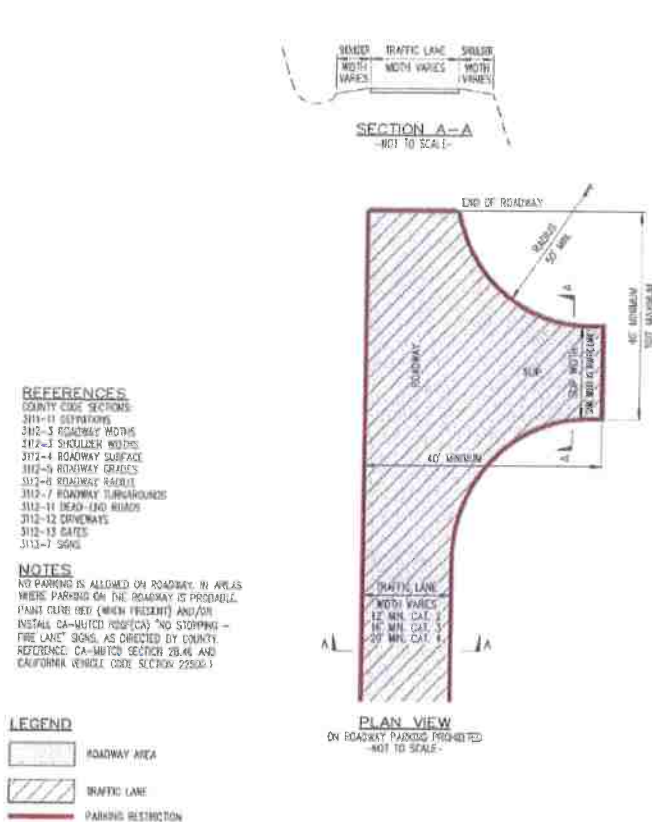 SHOULDER TRAFFIC LANE SHOULDER
WIDTH VARIES WIDTH VARIES WIDTH VARIES
SECTION A-A
-NOT TO SCALE-
END OF ROADWAY
RADIUS
50' MIN.
A
40' MINIMUM
MAXIMUM
ROADWAY
SLIP
SLIP WIDTH
A
40' MINIMUM
REFERENCES
COUNTY CODE SECTIONS:
3111-11 DEFINITIONS
3112-3 ROADWAY WIDTHS
3112-3 SHOULDER WIDTHS
3112-4 ROADWAY SURFACE
3112-5 ROADWAY GRADES
3112-6 ROADWAY RADIUS
3112-7 ROADWAY TURNAROUNDS
3112-11 DEAD-END ROADS
3112-12 DRIVEWAYS
3112-13 GATES
3113-7 SIGNS
NOTES
NO PARKING IS ALLOWED ON ROADWAY. IN AREAS
WHERE PARKING ON THE ROADWAY IS PROBABLE,
PAINT CURB RED (WHEN PRESENT) AND/OR
INSTALL CA-MUTCD "NO STOPPING –
FIRE LANE" SIGNS, AS DIRECTED BY COUNTY.
REFERENCE: CA-MUTCD SECTION 2B.46 AND
CALIFORNIA VEHICLE CODE SECTION 22500.1
TRAFFIC LANE
WIDTH VARIES
12' MIN. CAT. 2
16' MIN. CAT. 3
20' MIN. CAT. 4
A A
PLAN VIEW
ON ROADWAY PARKING PROHIBITED
-NOT TO SCALE-
LEGEND
ROADWAY AREA
TRAFFIC LANE
PARKING RESTRICTION